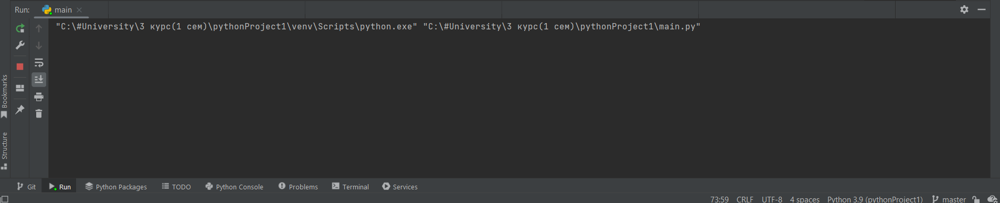 Run: main
"C:\#University\3 курс(1 сем)\pythonProject1\venv\Scripts\python.exe" "C:\#University\3 курс(1 сем)\pythonProject1\main.py"
Bookmarks
Structure
Git Run Python Packages TODO Python Console Problems Terminal Services
73:59 CRLF UTF-8 4 spaces Python 3.9 (pythonProject1) master